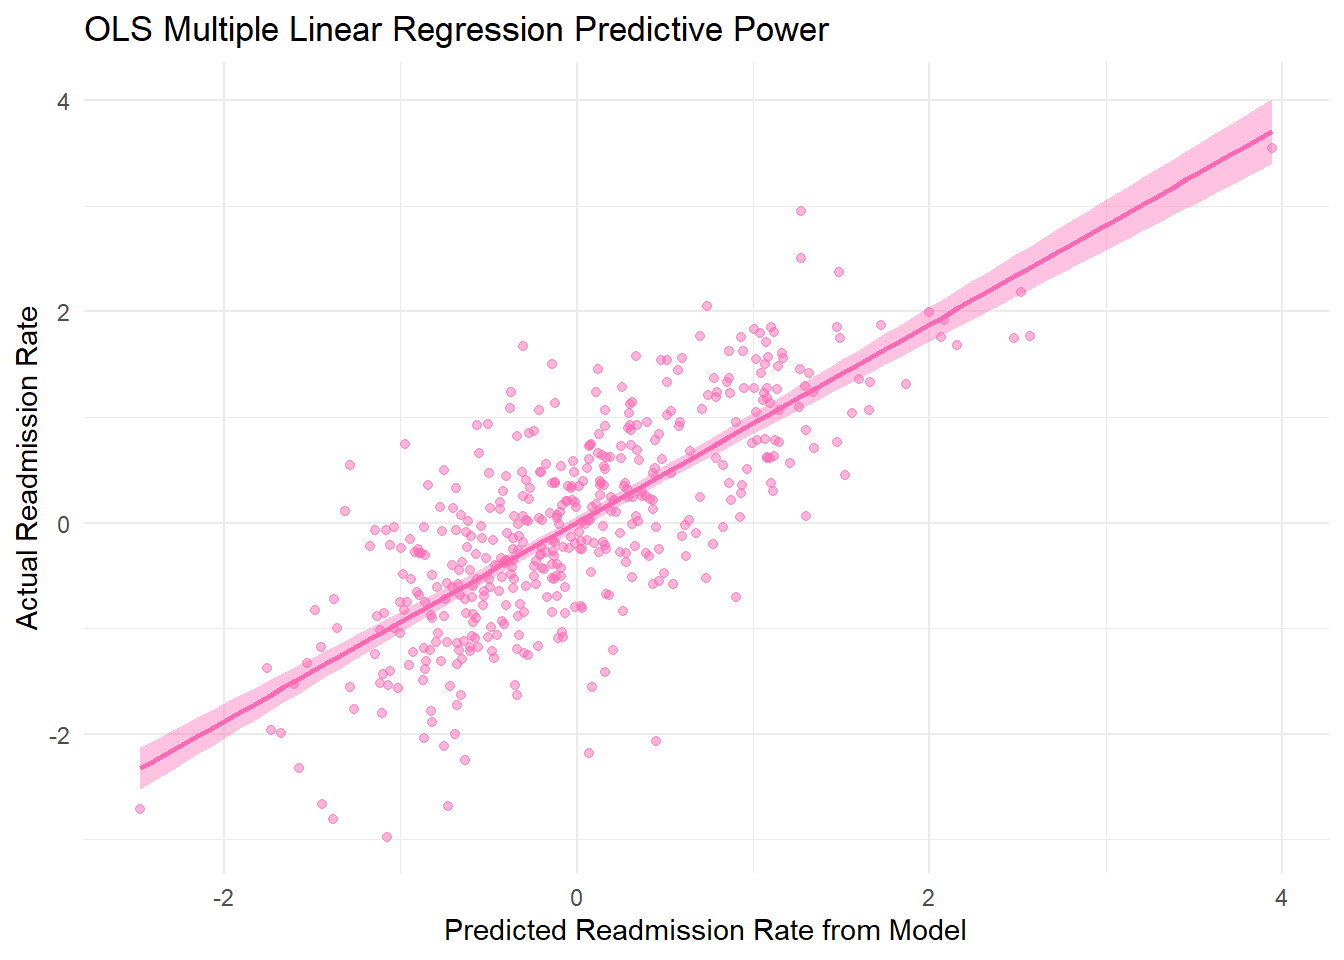 OLS Multiple Linear Regression Predictive Power
Actual Readmission Rate
4
2
0
-2
-2
0
2
4
Predicted Readmission Rate from Model